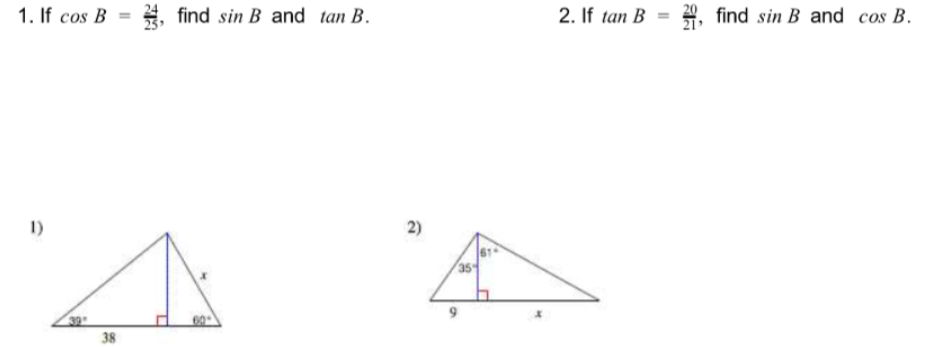 1. If cos B = 24/25, find sin B and tan B.
2. If tan B = 20/21, find sin B and cos B.
1)
x
39°
60°
38
2)
61°
35°
9
x